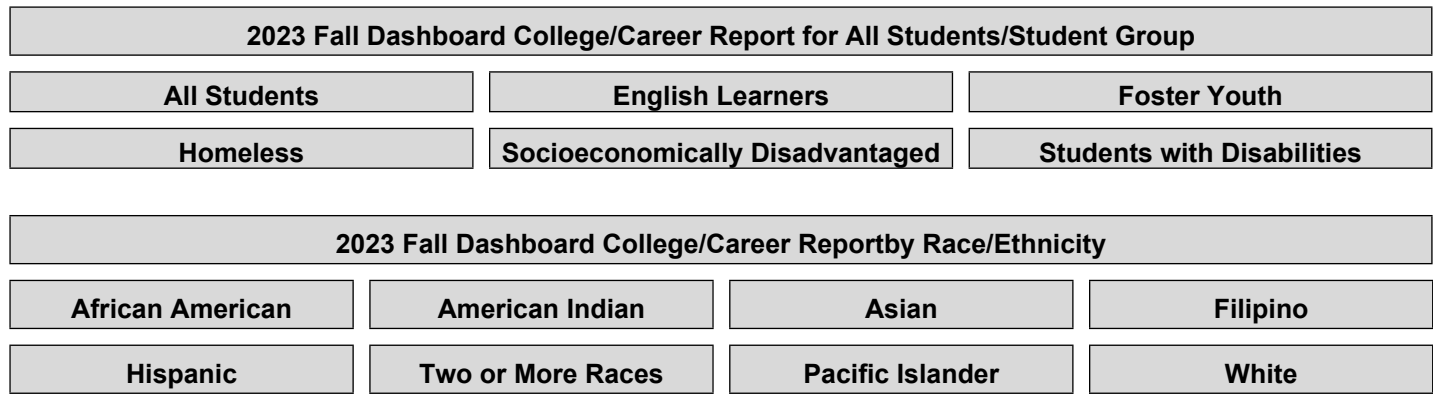 2023 Fall Dashboard College/Career Report for All Students/Student Group
All Students English Learners Foster Youth
Homeless Socioeconomically Disadvantaged Students with Disabilities
2023 Fall Dashboard College/Career Reportby Race/Ethnicity
African American American Indian Asian Filipino
Hispanic Two or More Races Pacific Islander White